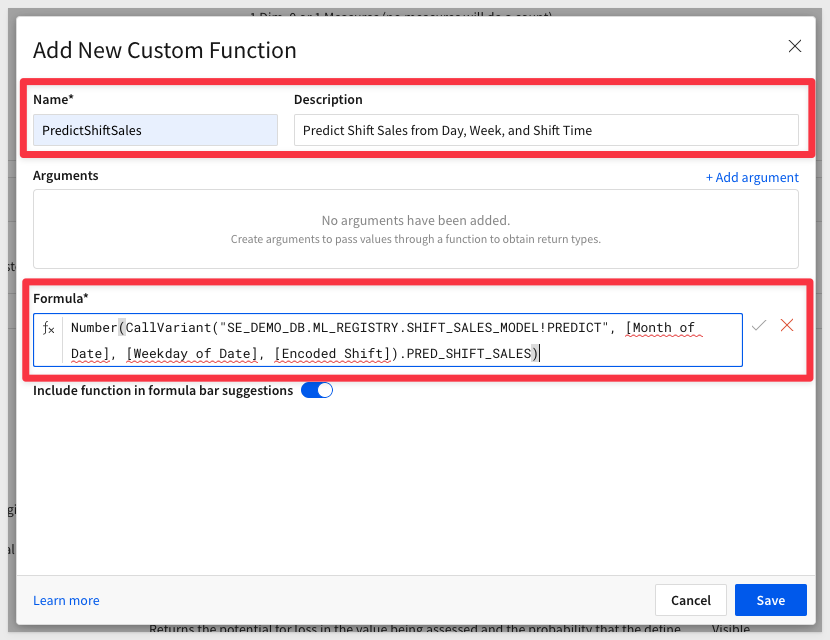 1 Dim, 0 or 1 Measure (no measures will do a count)
Add New Custom Function
Name* Description
PredictShiftSales Predict Shift Sales from Day, Week, and Shift Time
Arguments + Add argument
No arguments have been added.
Create arguments to pass values through a function to obtain return types.
Formula*
fx Number(CallVariant("SE_DEMO_DB.ML_REGISTRY.SHIFT_SALES_MODEL!PREDICT", [Month of
Date], [Weekday of Date], [Encoded Shift]).PRED_SHIFT_SALES)
Include function in formula bar suggestions
Learn more Cancel Save
Returns the potential for loss in the value being assessed and the probability that the define Visible